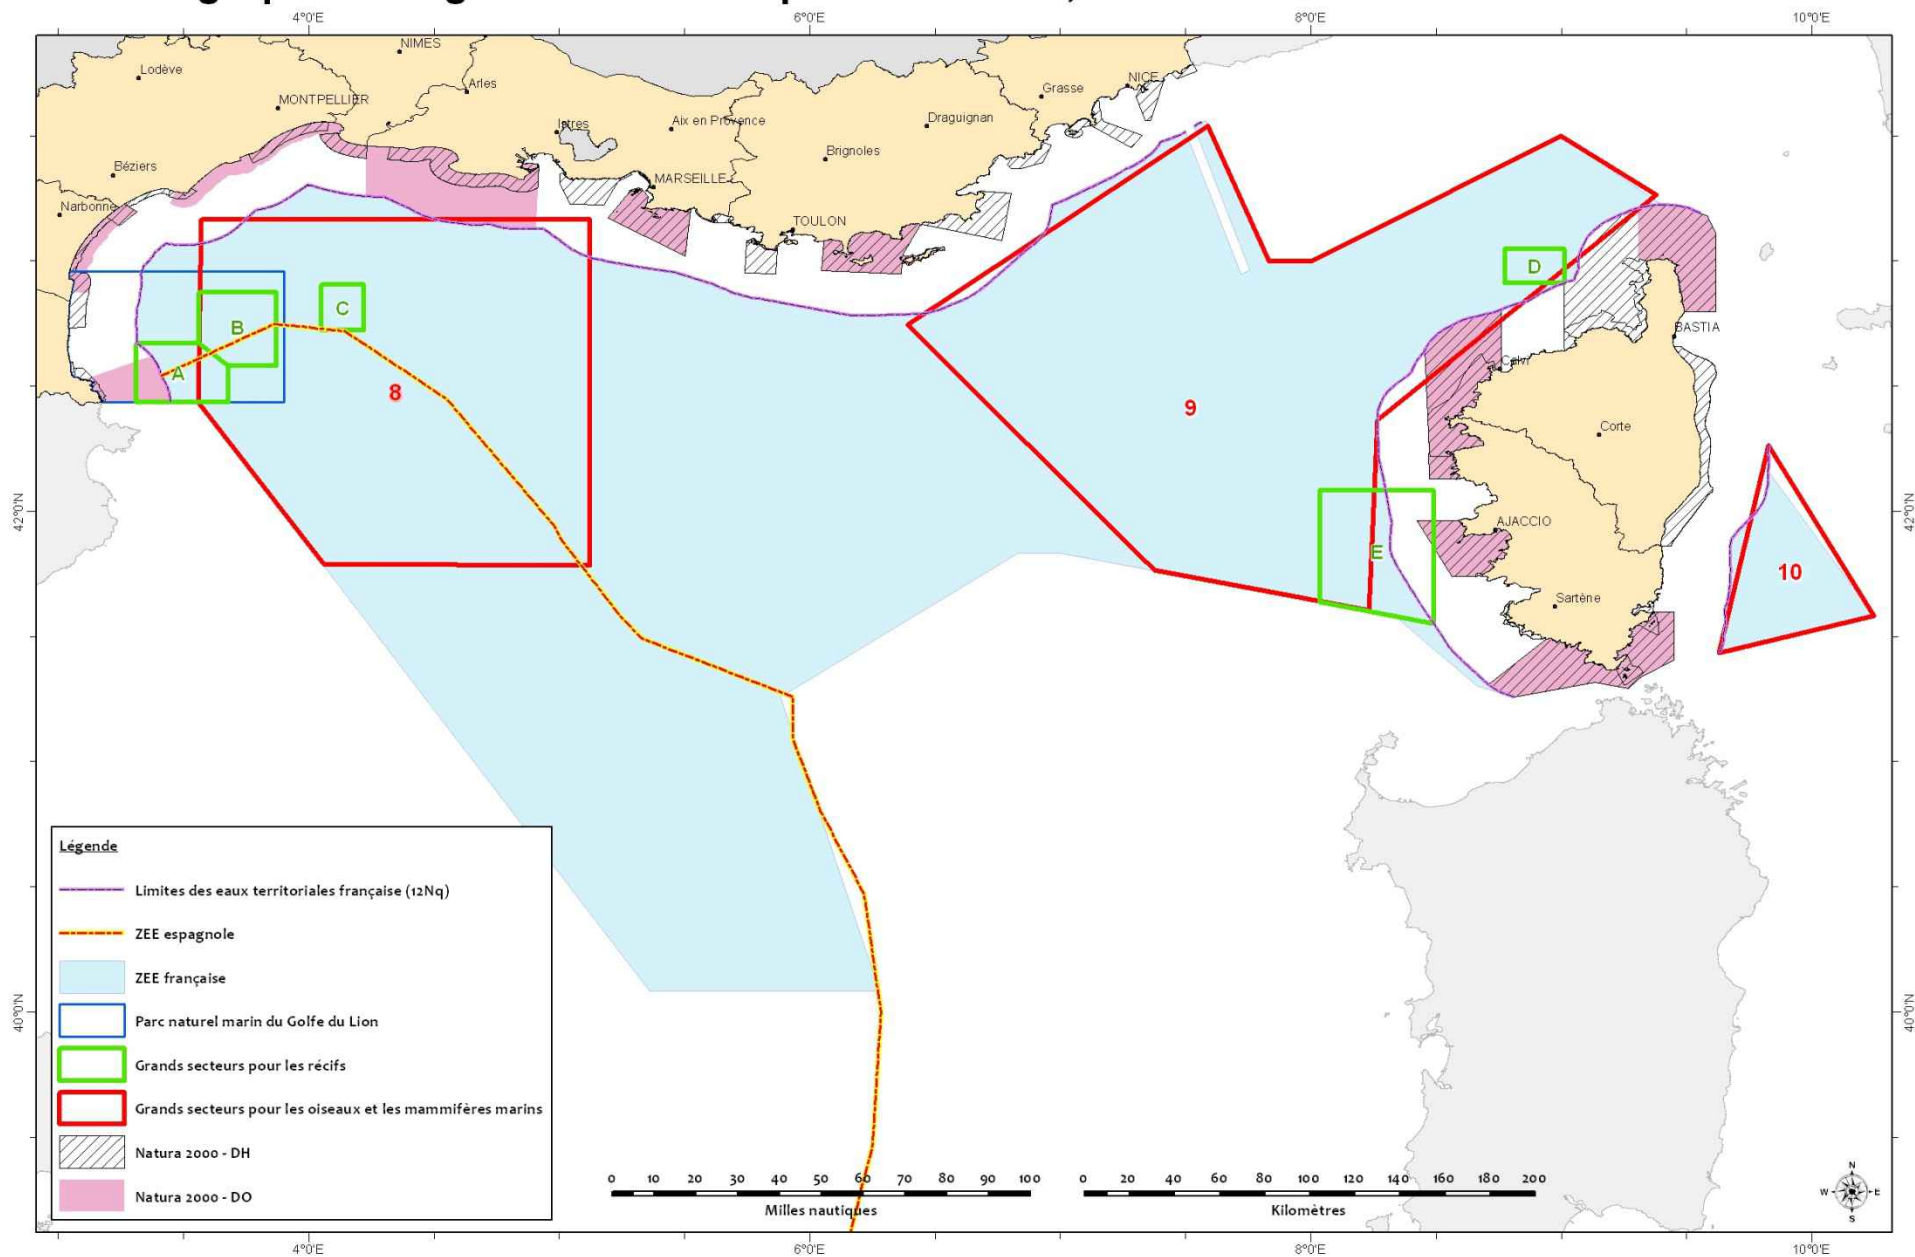 4°0'E 6°0'E 8°0'E 10°0'E
NIMES
Lodève
Arles
MONTPELLIER
Grasse
NICE
Istres
Aix en Provence
Draguignan
Béziers
Brignoles
MARSEILLE
Narbonne
TOULON
D
C
B
BASTIA
Calvi
A
8
9
Corte
42°0'N
42°0'N
AJACCIO
E
10
Sartène
Légende
Limites des eaux territoriales française (12Nq)
ZEE espagnole
ZEE française
Parc naturel marin du Golfe du Lion
Grands secteurs pour les récifs
Grands secteurs pour les oiseaux et les mammifères marins
Natura 2000 - DH
Natura 2000 - DO
40°0'N
40°0'N
0 10 20 30 40 50 60 70 80 90 100
Milles nautiques
0 20 40 60 80 100 120 140 160 180 200
Kilomètres
N
W E
S
4°0'E 6°0'E 8°0'E 10°0'E